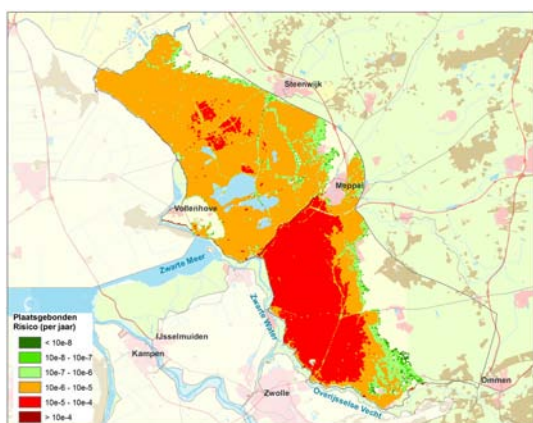 Steenwijk
Meppel
Vollenhove
Zwarte Meer
Zwarte Water
IJsselmuiden
Kampen
Zwolle
Overijsselse Vecht
Ommen
Plaatsgebonden
Risico (per jaar)
< 10e-8
10e-8 - 10e-7
10e-7 - 10e-6
10e-6 - 10e-5
10e-5 - 10e-4
> 10e-4